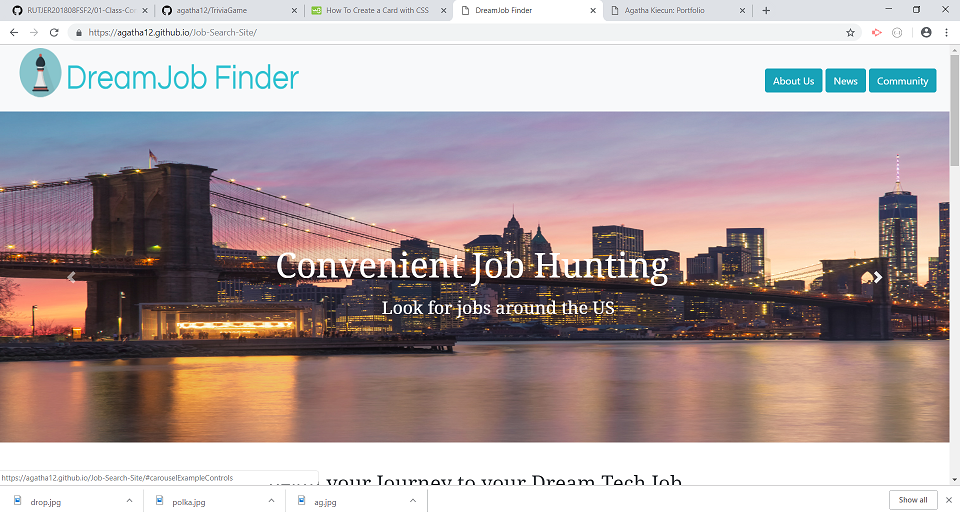 RUTJER201808FSF2/01-Class-Co
agatha12/TriviaGame
How To Create a Card with CSS
DreamJob Finder
Agatha Kiecun: Portfolio
https://agatha12.github.io/Job-Search-Site/
DreamJob Finder
About Us
News
Community
Convenient Job Hunting
Look for jobs around the US
your Journey to your Dream Tech Job
https://agatha12.github.io/Job-Search-Site/#carouselExampleControls
drop.jpg
polka.jpg
ag.jpg
Show all